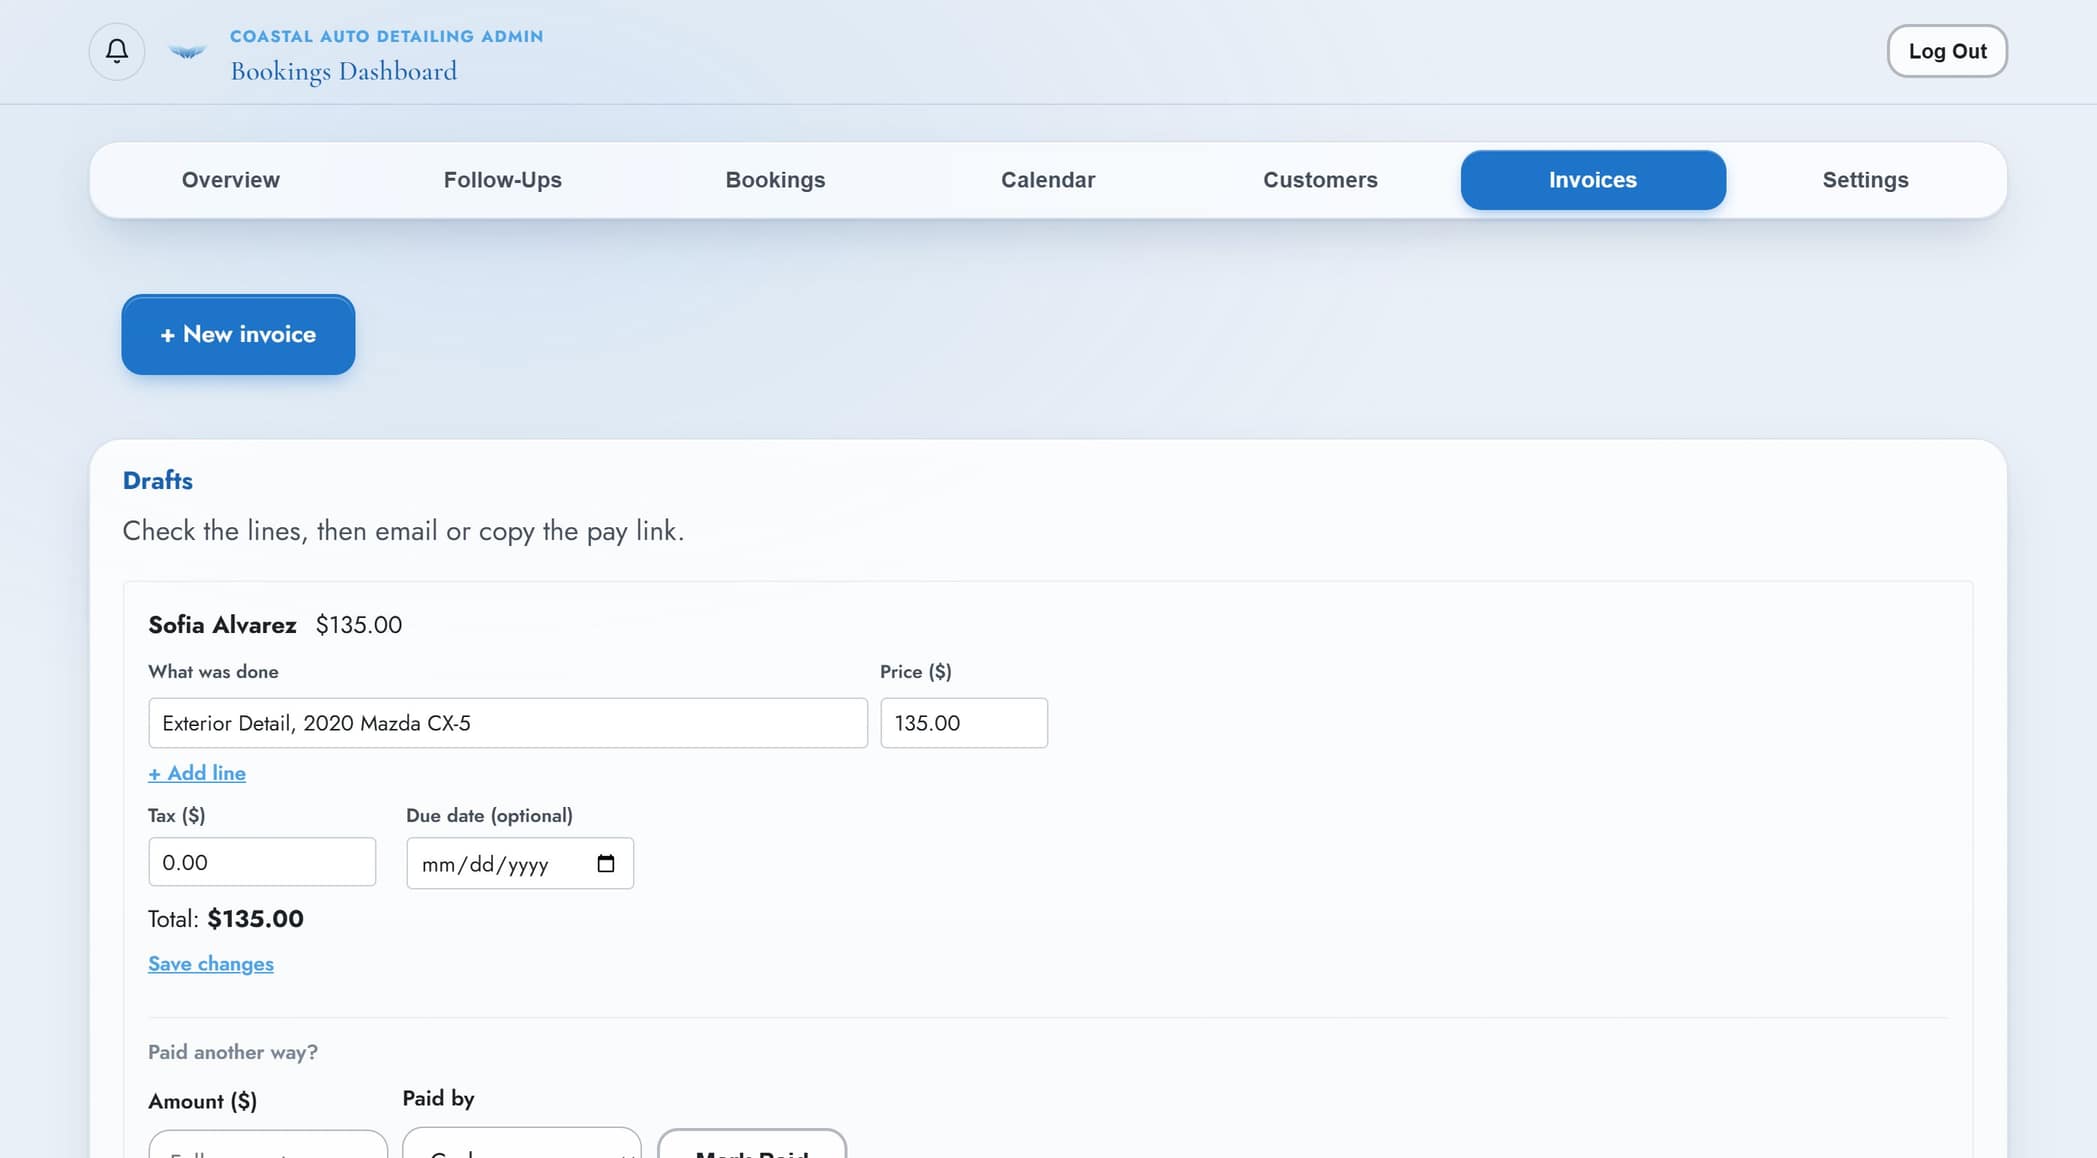 COASTAL AUTO DETAILING ADMIN
Bookings Dashboard
Log Out
Overview
Follow-Ups
Bookings
Calendar
Customers
Invoices
Settings
+ New invoice
Drafts
Check the lines, then email or copy the pay link.
Sofia Alvarez $135.00
What was done
Price ($)
Exterior Detail, 2020 Mazda CX-5
135.00
+ Add line
Tax ($)
Due date (optional)
0.00
mm/dd/yyyy
Total: $135.00
Save changes
Paid another way?
Amount ($)
Paid by
Mark Paid